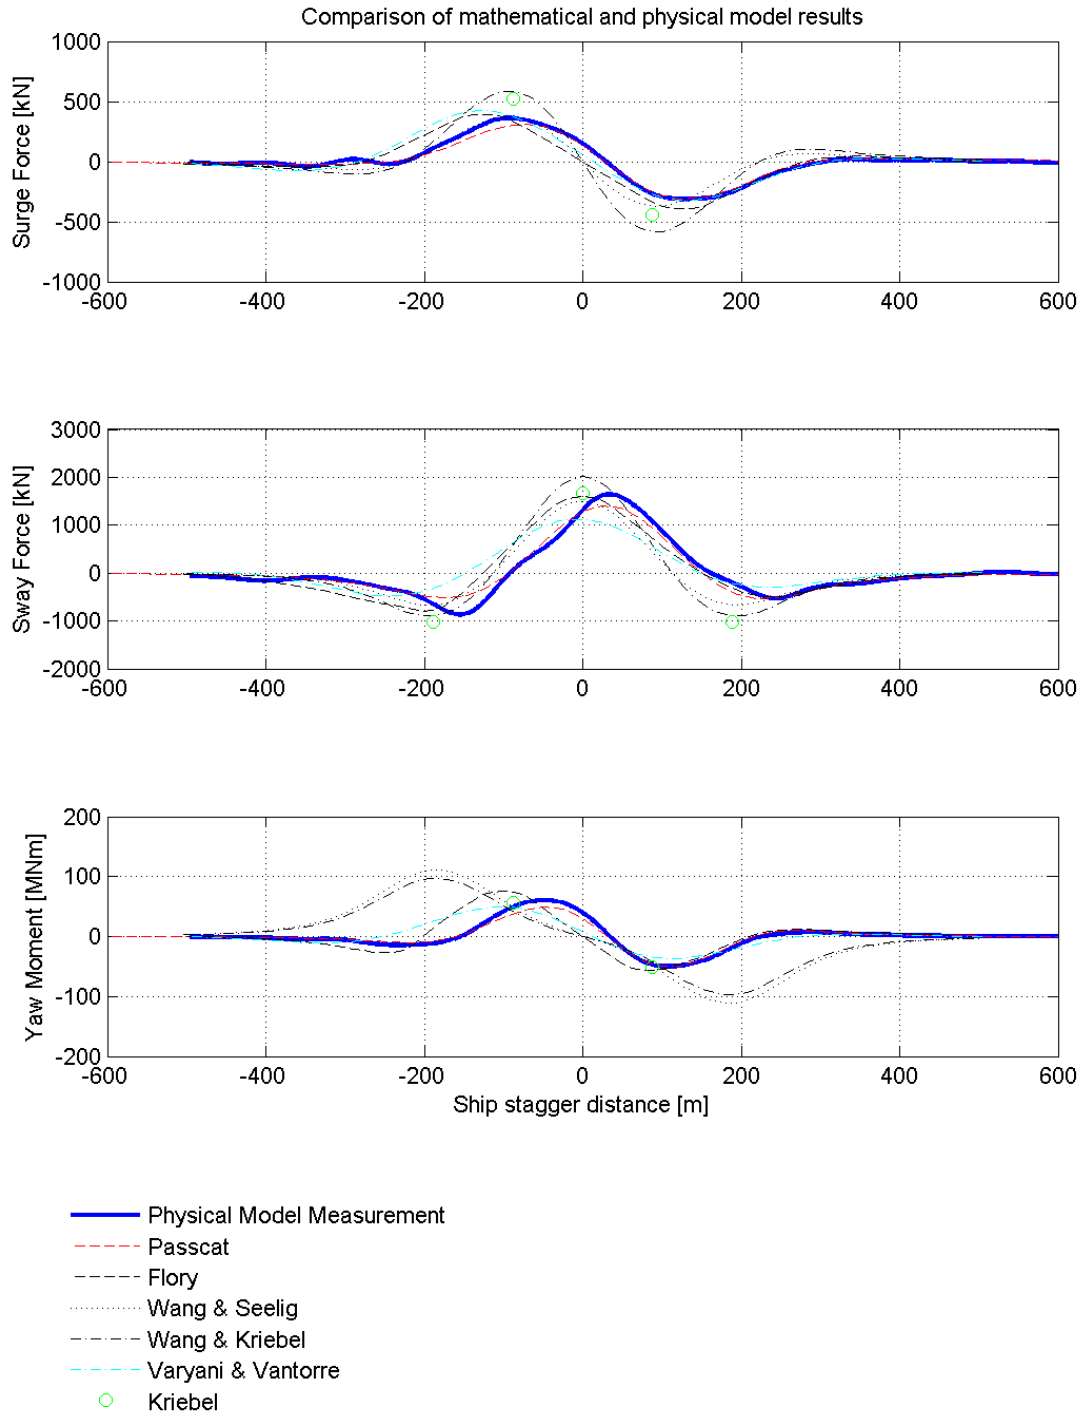 Comparison of mathematical and physical model results
1000
500
0
-500
-1000
Surge Force [kN]
-600 -400 -200 0 200 400 600
3000
2000
1000
0
-1000
-2000
Sway Force [kN]
-600 -400 -200 0 200 400 600
200
100
0
-100
-200
Yaw Moment [MNm]
-600 -400 -200 0 200 400 600
Ship stagger distance [m]
Physical Model Measurement
Passcat
Flory
Wang & Seelig
Wang & Kriebel
Varyani & Vantorre
Kriebel